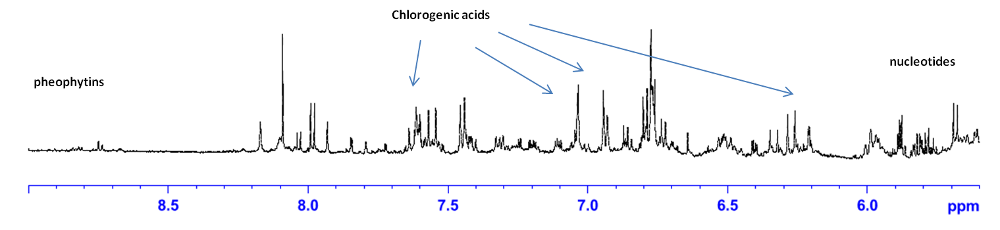 Chlorogenic acids
nucleotides
pheophytins
8.5 8.0 7.5 7.0 6.5 6.0 ppm